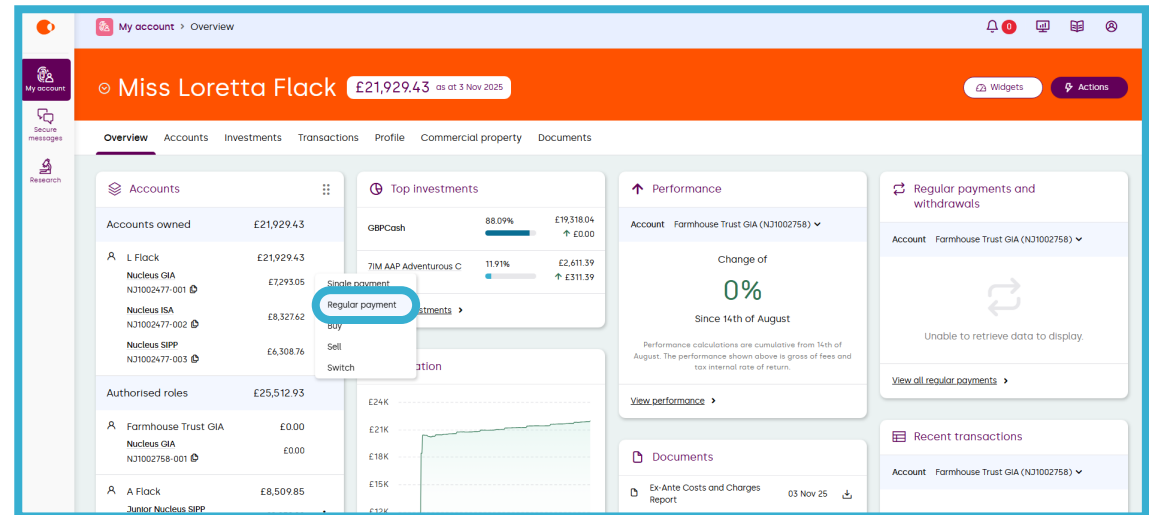 My account > Overview
0
My account
Secure messages
Research
Miss Loretta Flack
£21,929.43 as at 3 Nov 2025
Widgets
Actions
Overview Accounts Investments Transactions Profile Commercial property Documents
Accounts
Accounts owned £21,929.43
L Flack £21,929.43
Nucleus GIA
NJ1002477-001 £7,293.05
Nucleus ISA
NJ1002477-002 £8,327.62
Nucleus SIPP
NJ1002477-003 £6,308.76
Authorised roles £25,512.93
Farmhouse Trust GIA £0.00
Nucleus GIA
NJ1002758-001 £0.00
A Flack £8,509.85
Junior Nucleus SIPP
Single payment
Regular payment
Buy
Sell
Switch
Top investments
GBPCash 88.09% £19,318.04
£0.00
7IM AAP Adventurous C 11.91% £2,611.39
£311.39
stments >
ation
£24K
£21K
£18K
£15K
£12K
Performance
Account Farmhouse Trust GIA (NJ1002758)
Change of
0%
Since 14th of August
Performance calculations are cumulative from 14th of
August. The performance shown above is gross of fees and
tax internal rate of return.
View performance >
Documents
Ex-Ante Costs and Charges
Report
03 Nov 25
Regular payments and
withdrawals
Account Farmhouse Trust GIA (NJ1002758)
Unable to retrieve data to display.
View all regular payments >
Recent transactions
Account Farmhouse Trust GIA (NJ1002758)